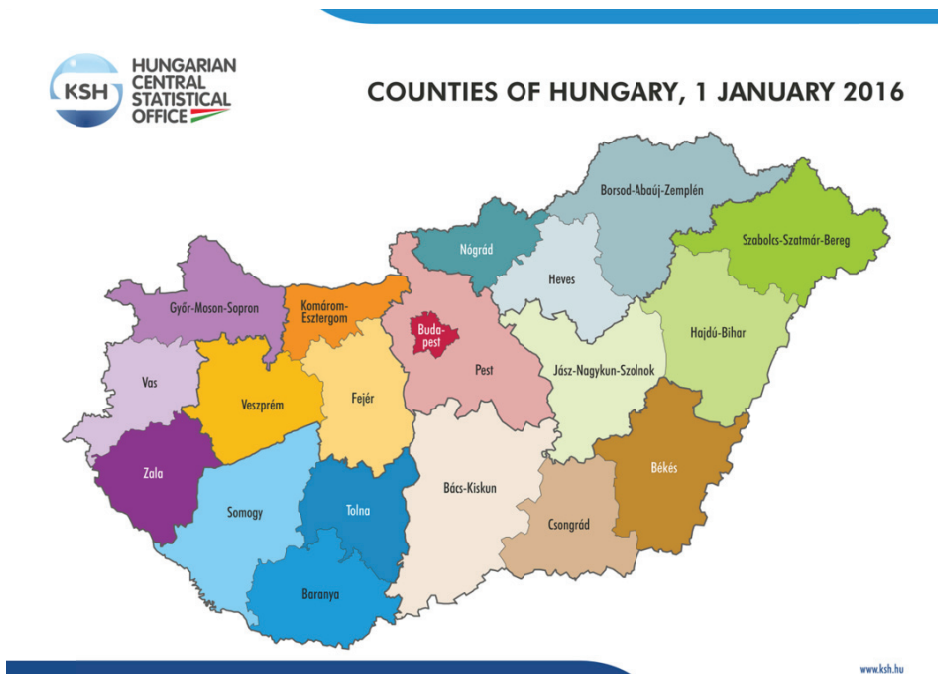 HUNGARIAN
CENTRAL
STATISTICAL
OFFICE
KSH
COUNTIES OF HUNGARY, 1 JANUARY 2016
Borsod-Abaúj-Zemplén
Szabolcs-Szatmár-Bereg
Nógrád
Heves
Győr-Moson-Sopron
Komárom-
Esztergom
Hajdú-Bihar
Buda-
pest
Pest
Jász-Nagykun-Szolnok
Vas
Veszprém
Fejér
Zala
Békés
Bács-Kiskun
Somogy
Tolna
Csongrád
Baranya
www.ksh.hu